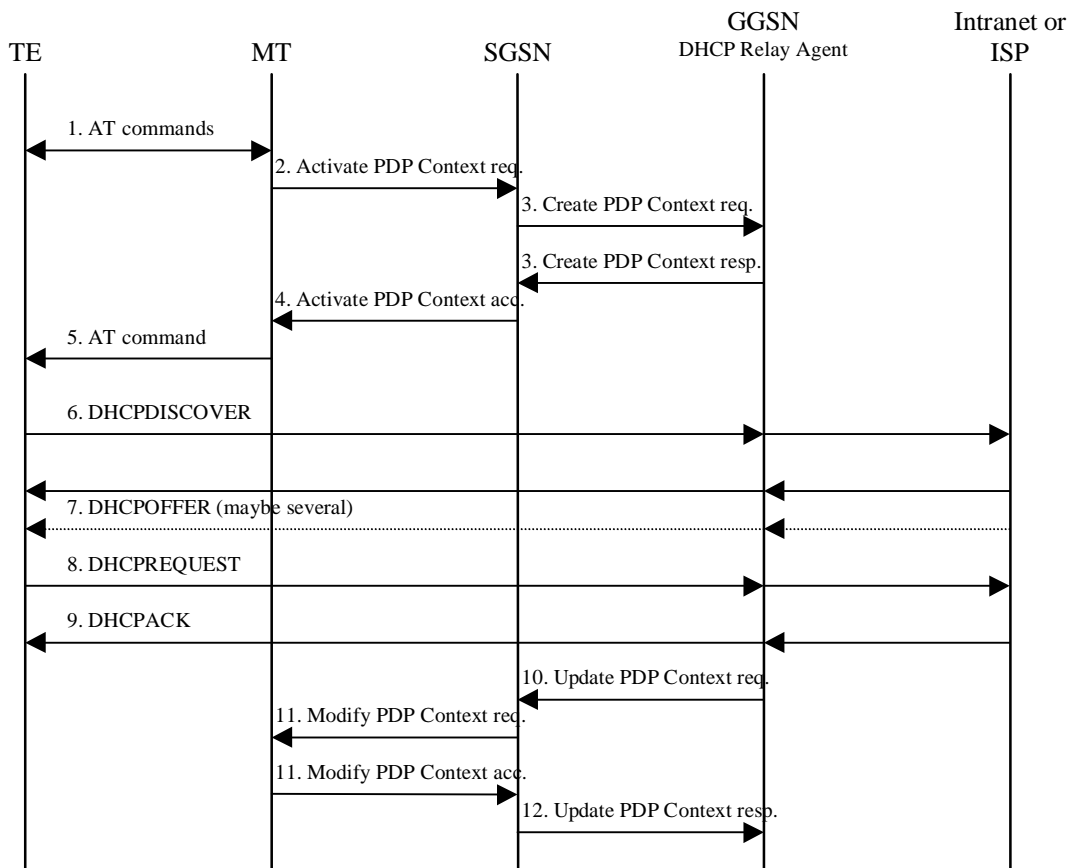 GGSN
Intranet or
TE
MT
SGSN
DHCP Relay Agent
ISP
1. AT commands
2. Activate PDP Context req.
3. Create PDP Context req.
3. Create PDP Context resp.
4. Activate PDP Context acc.
5. AT command
6. DHCPDISCOVER
7. DHCPOFFER (maybe several)
8. DHCPREQUEST
9. DHCPACK
10. Update PDP Context req.
11. Modify PDP Context req.
11. Modify PDP Context acc.
12. Update PDP Context resp.